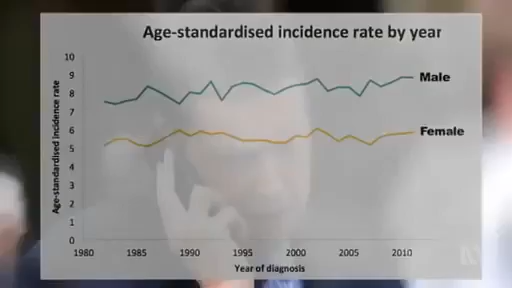 Age-standardised incidence rate by year
10
9
8
7
6
5
4
3
2
1
0
Age-standardised incidence rate
Male
Female
1980 1985 1990 1995 2000 2005 2010
Year of diagnosis